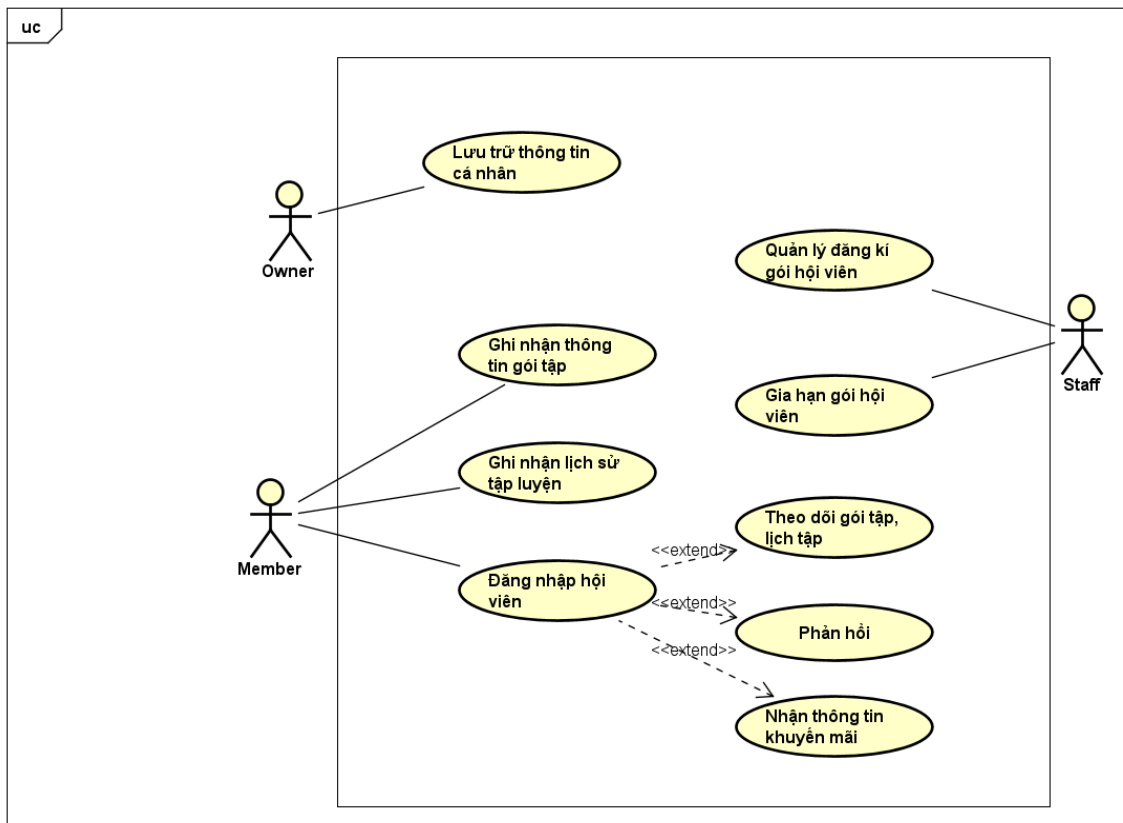 uc
Lưu trữ thông tin
cá nhân
Owner
Quản lý đăng kí
gói hội viên
Ghi nhận thông
tin gói tập
Staff
Gia hạn gói hội
viên
Ghi nhận lịch sử
tập luyện
Member
Theo dõi gói tập,
lịch tập
<<extend>>
Đăng nhập hội
viên
<<extend>>
Phản hồi
<<extend>>
Nhận thông tin
khuyến mãi